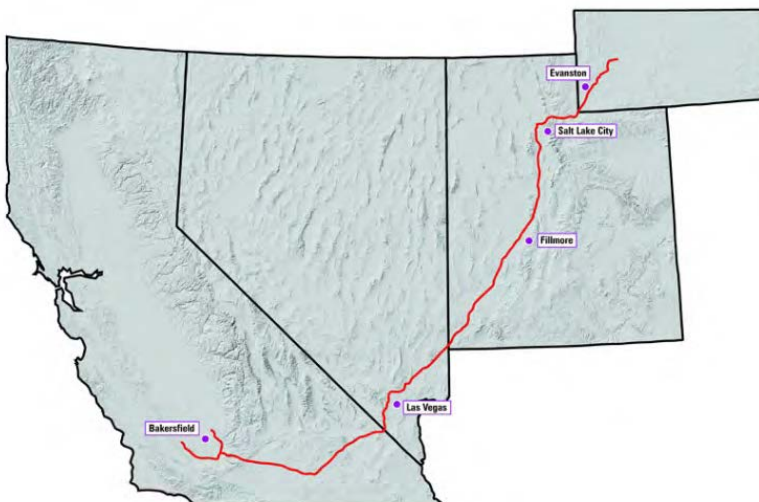 Evanston
Salt Lake City
Fillmore
Las Vegas
Bakersfield